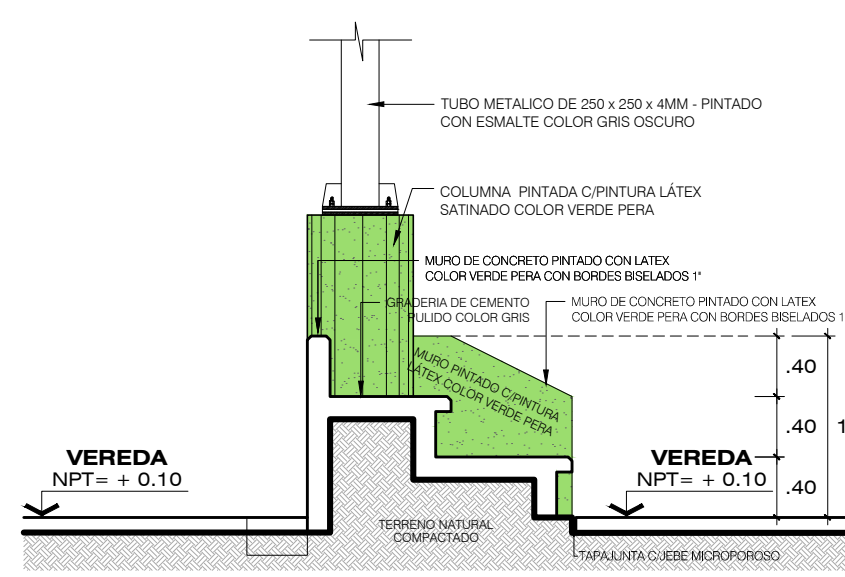 TUBO METALICO DE 250 x 250 x 4MM - PINTADO
CON ESMALTE COLOR GRIS OSCURO
COLUMNA PINTADA C/PINTURA LÁTEX
SATINADO COLOR VERDE PERA
MURO DE CONCRETO PINTADO CON LATEX
COLOR VERDE PERA CON BORDES BISELADOS 1"
GRADERIA DE CEMENTO
PULIDO COLOR GRIS
MURO DE CONCRETO PINTADO CON LATEX
COLOR VERDE PERA CON BORDES BISELADOS 1
MURO PINTADO C/PINTURA
LÁTEX COLOR VERDE PERA
.40
.40
1
.40
VEREDA
NPT= + 0.10
VEREDA
NPT= + 0.10
TERRENO NATURAL
COMPACTADO
TAPAJUNTA C/JEBE MICROPOROSO